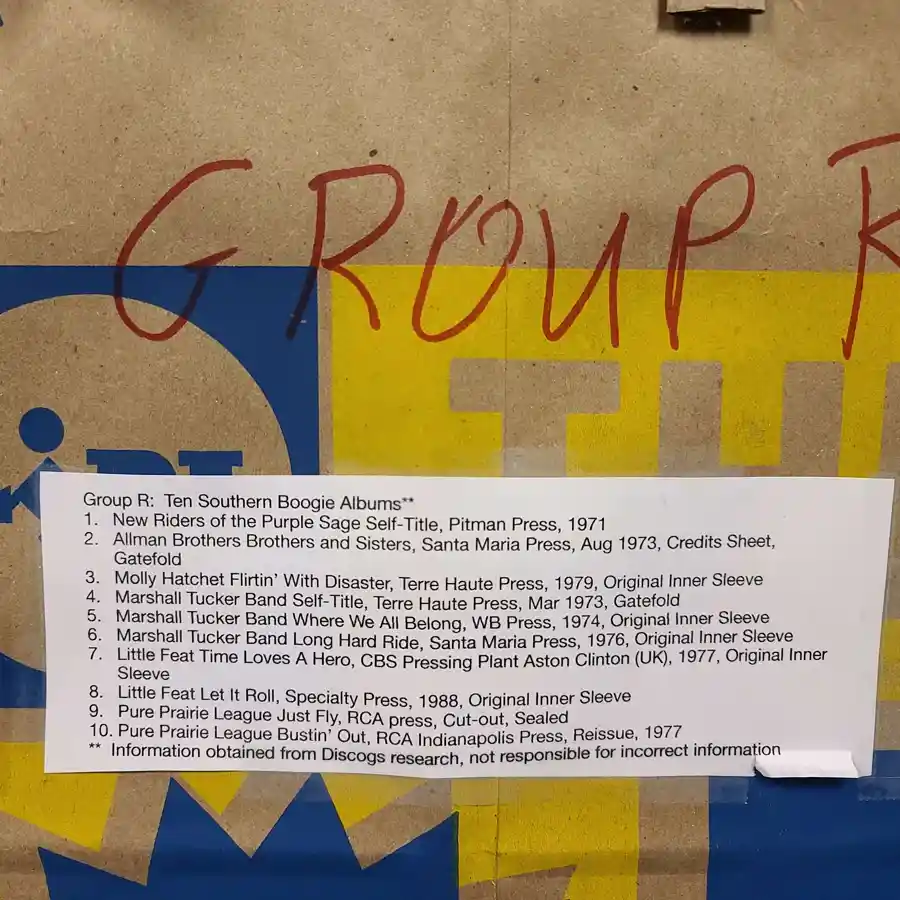 GROUP R
Group R: Ten Southern Boogie Albums**
1. New Riders of the Purple Sage Self-Title, Pitman Press, 1971
2. Allman Brothers Brothers and Sisters, Santa Maria Press, Aug 1973, Credits Sheet,
Gatefold
3. Molly Hatchet Flirtin' With Disaster, Terre Haute Press, 1979, Original Inner Sleeve
4. Marshall Tucker Band Self-Title, Terre Haute Press, Mar 1973, Gatefold
5. Marshall Tucker Band Where We All Belong, WB Press, 1974, Original Inner Sleeve
6. Marshall Tucker Band Long Hard Ride, Santa Maria Press, 1976, Original Inner Sleeve
7. Little Feat Time Loves A Hero, CBS Pressing Plant Aston Clinton (UK), 1977, Original Inner
Sleeve
8. Little Feat Let It Roll, Specialty Press, 1988, Original Inner Sleeve
9. Pure Prairie League Just Fly, RCA press, Cut-out, Sealed
10. Pure Prairie League Bustin' Out, RCA Indianapolis Press, Reissue, 1977
** Information obtained from Discogs research, not responsible for incorrect information